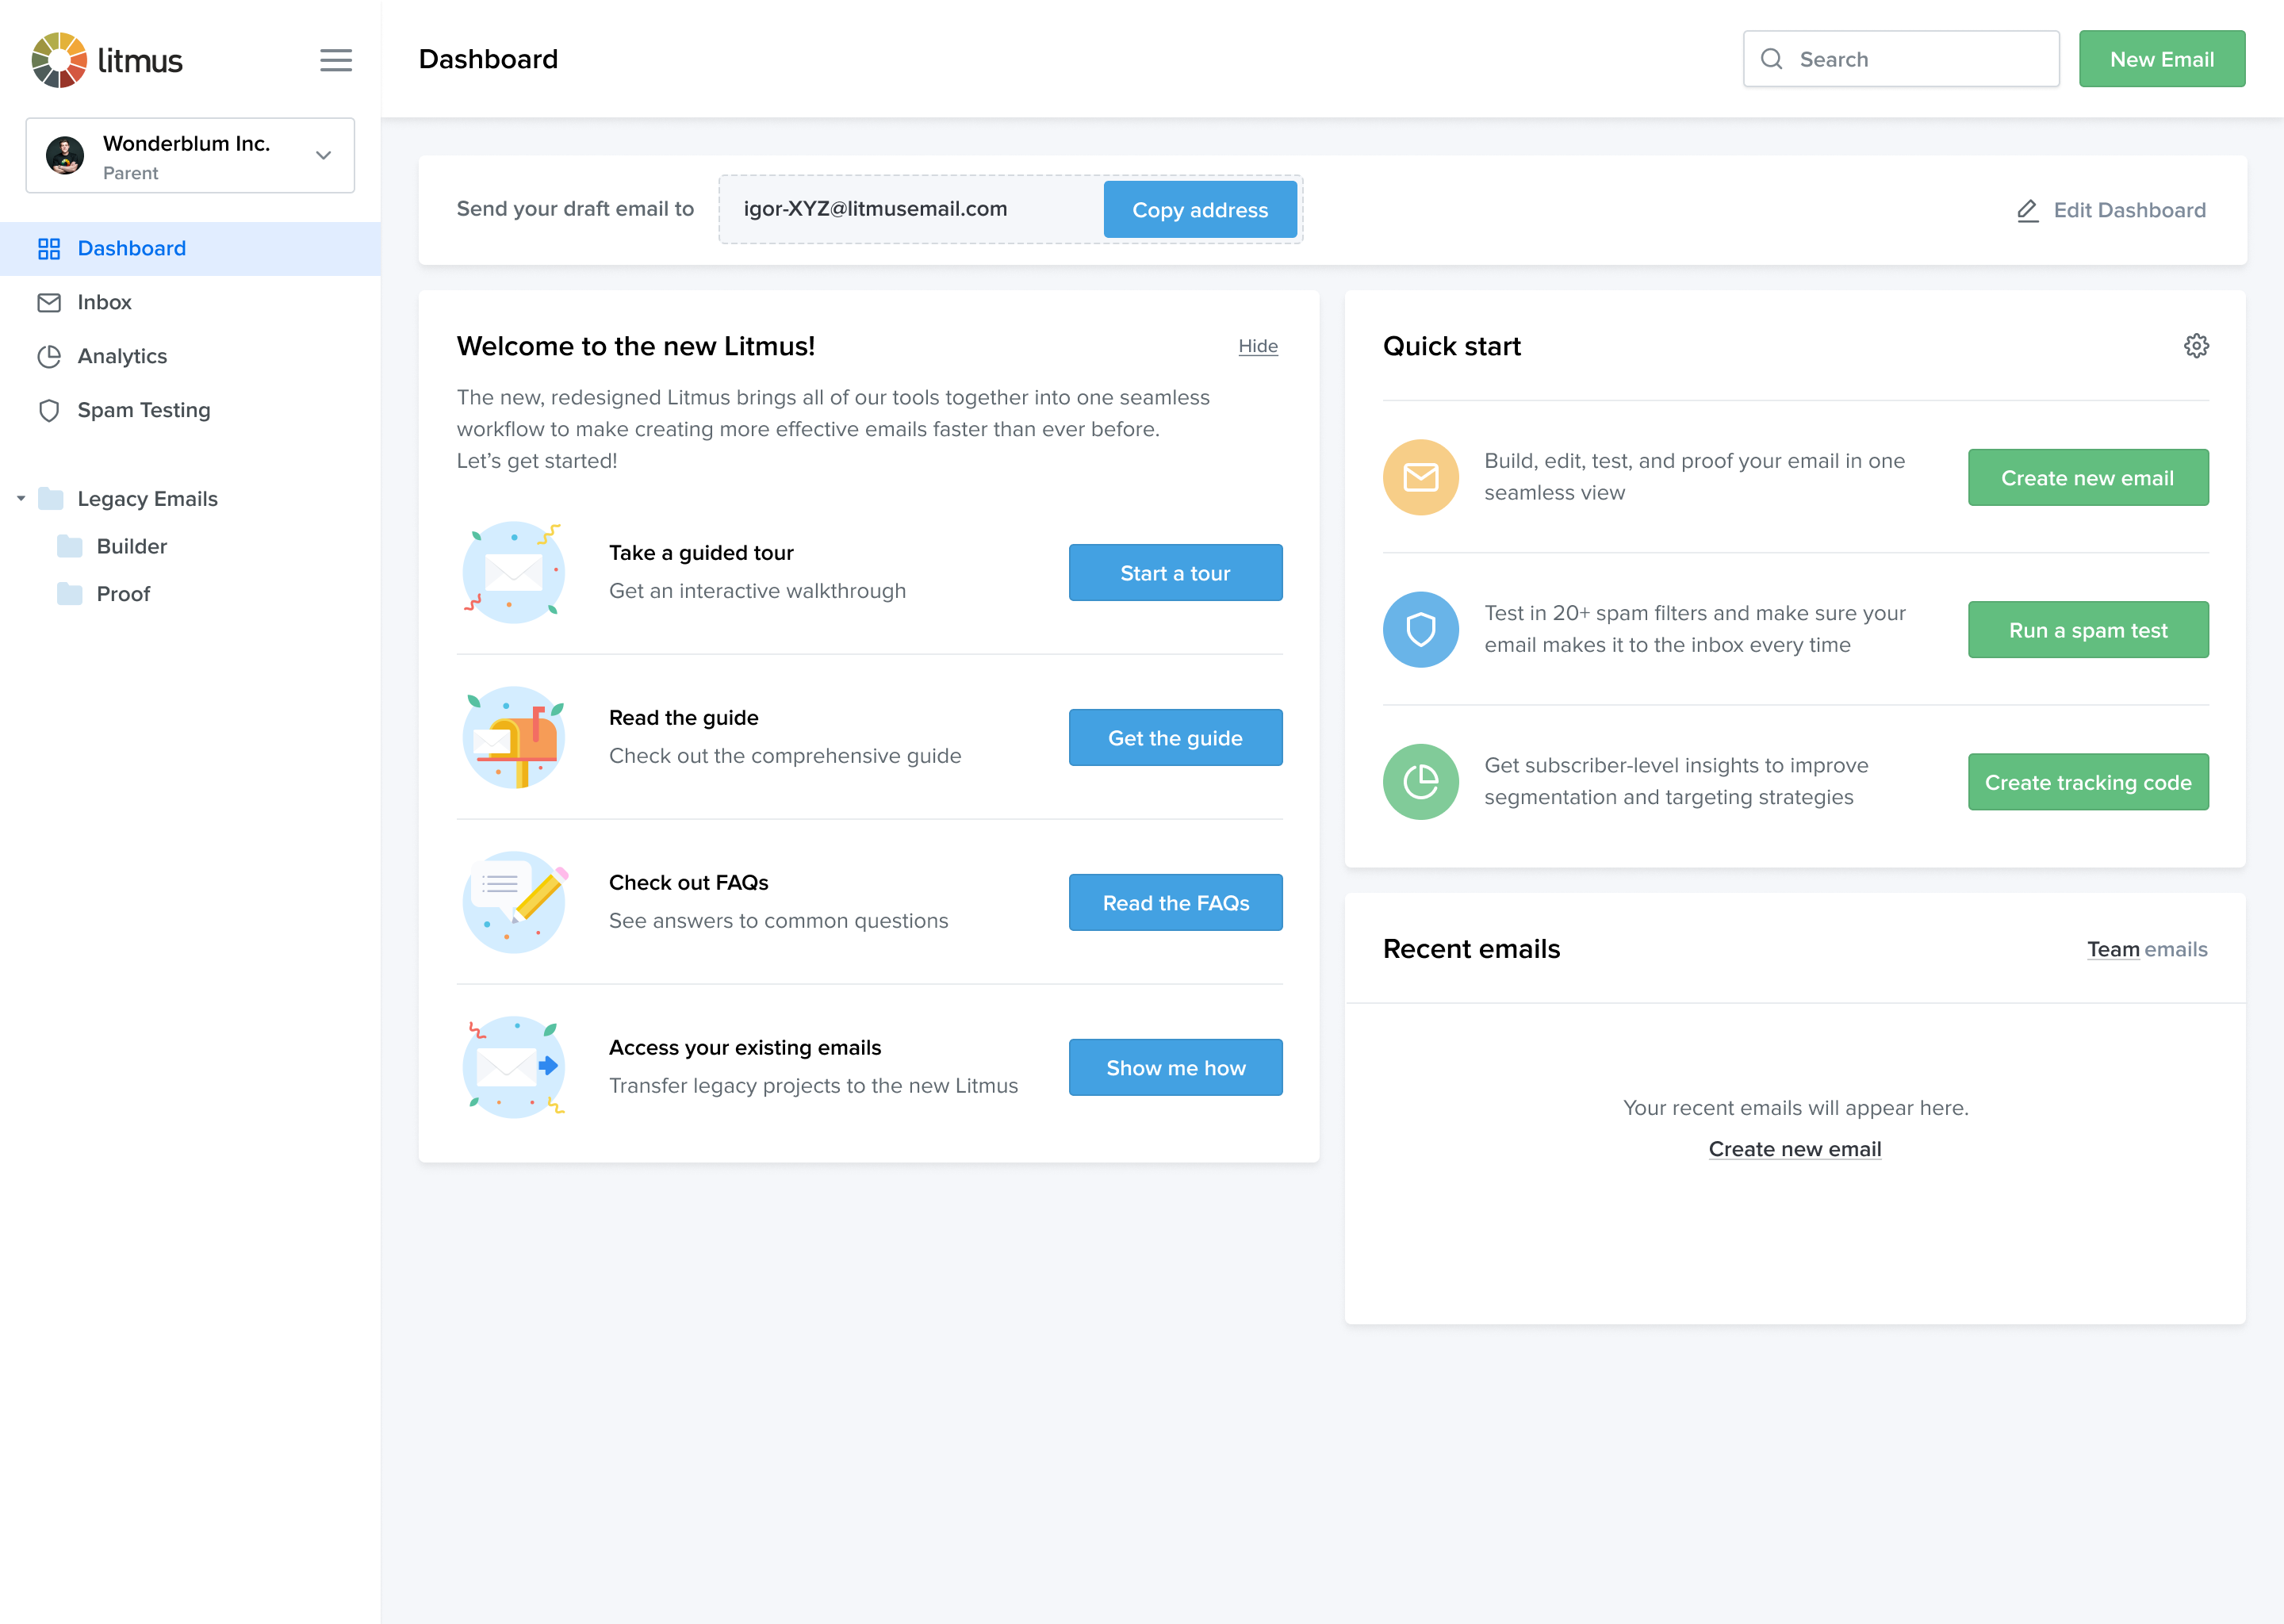 litmus
Wonderblum Inc.
Parent
Dashboard
Inbox
Analytics
Spam Testing
Legacy Emails
Builder
Proof
Dashboard
Search
New Email
Send your draft email to
igor-XYZ@litmusemail.com
Copy address
Edit Dashboard
Welcome to the new Litmus!
Hide
The new, redesigned Litmus brings all of our tools together into one seamless
workflow to make creating more effective emails faster than ever before.
Let’s get started!
Take a guided tour
Get an interactive walkthrough
Start a tour
Read the guide
Check out the comprehensive guide
Get the guide
Check out FAQs
See answers to common questions
Read the FAQs
Access your existing emails
Transfer legacy projects to the new Litmus
Show me how
Quick start
Build, edit, test, and proof your email in one
seamless view
Create new email
Test in 20+ spam filters and make sure your
email makes it to the inbox every time
Run a spam test
Get subscriber-level insights to improve
segmentation and targeting strategies
Create tracking code
Recent emails
Team emails
Your recent emails will appear here.
Create new email